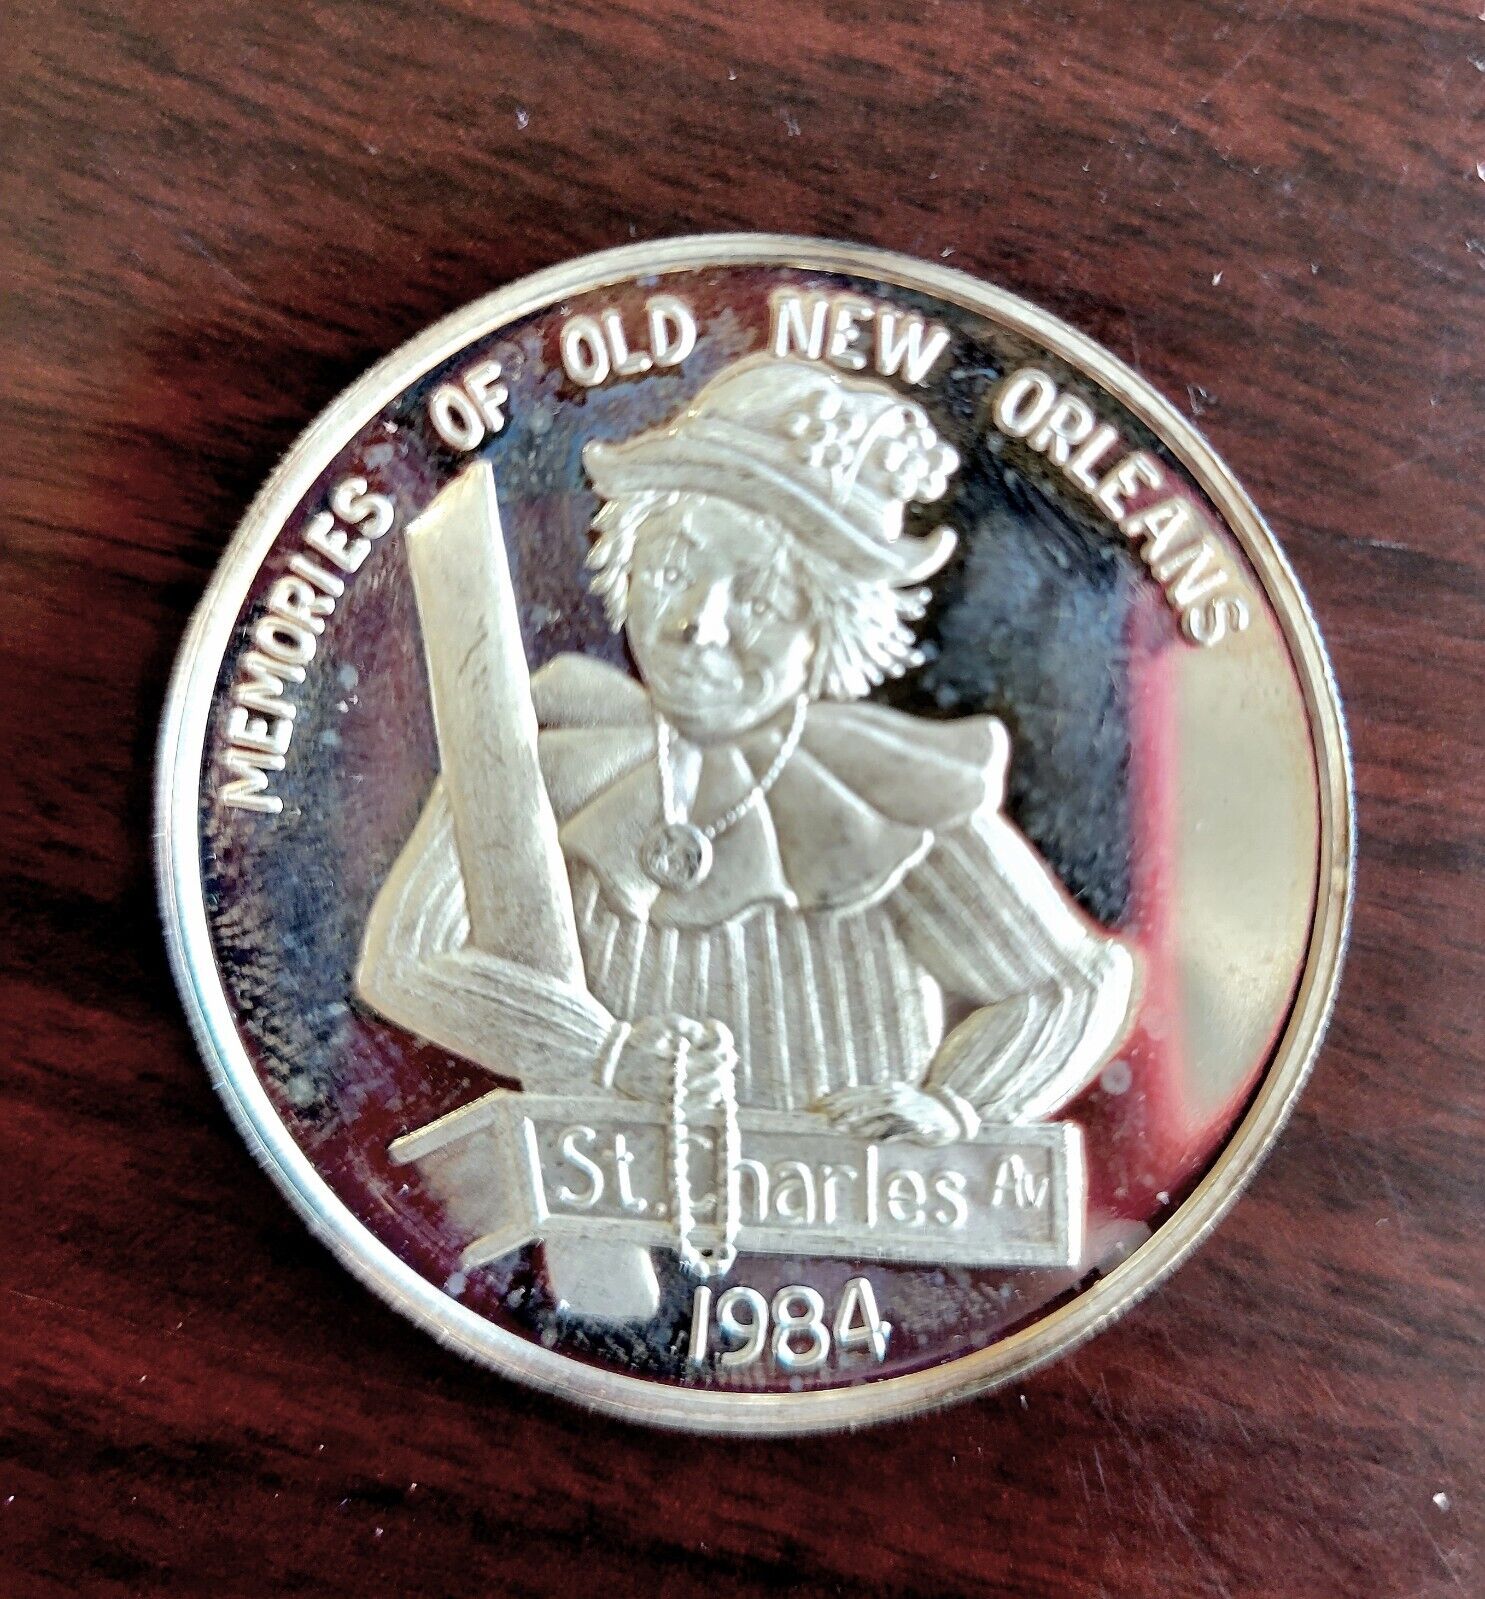 MEMORIES OF OLD NEW ORLEANS
St. Charles Av
1984